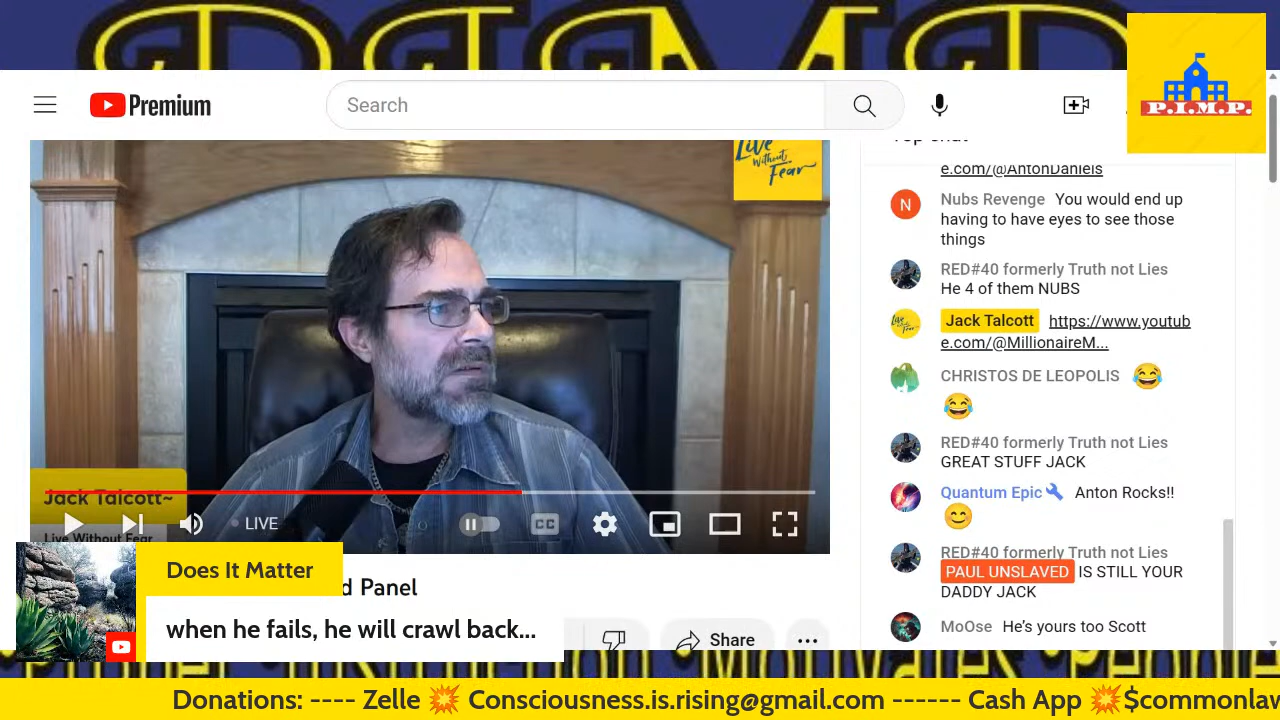 P.I.M.P.
Premium
Search
P.I.M.P.
Live
Without
Fear
e.com/@AntonDaniels
N
Nubs Revenge You would end up
having to have eyes to see those
things
RED#40 formerly Truth not Lies
He 4 of them NUBS
Jack Talcott https://www.youtub
e.com/@MillionaireM...
CHRISTOS DE LEOPOLIS 😂
😂
RED#40 formerly Truth not Lies
GREAT STUFF JACK
Quantum Epic Anton Rocks!!
😊
RED#40 formerly Truth not Lies
PAUL UNSLAVED IS STILL YOUR
DADDY JACK
MoOse He's yours too Scott
Jack Talcott~
LIVE
CC
Live Without Fear
Does It Matter
d Panel
when he fails, he will crawl back...
Share
Motivates People
Donations: ---- Zelle 💥 Consciousness.is.rising@gmail.com ------ Cash App 💥$commonlaw